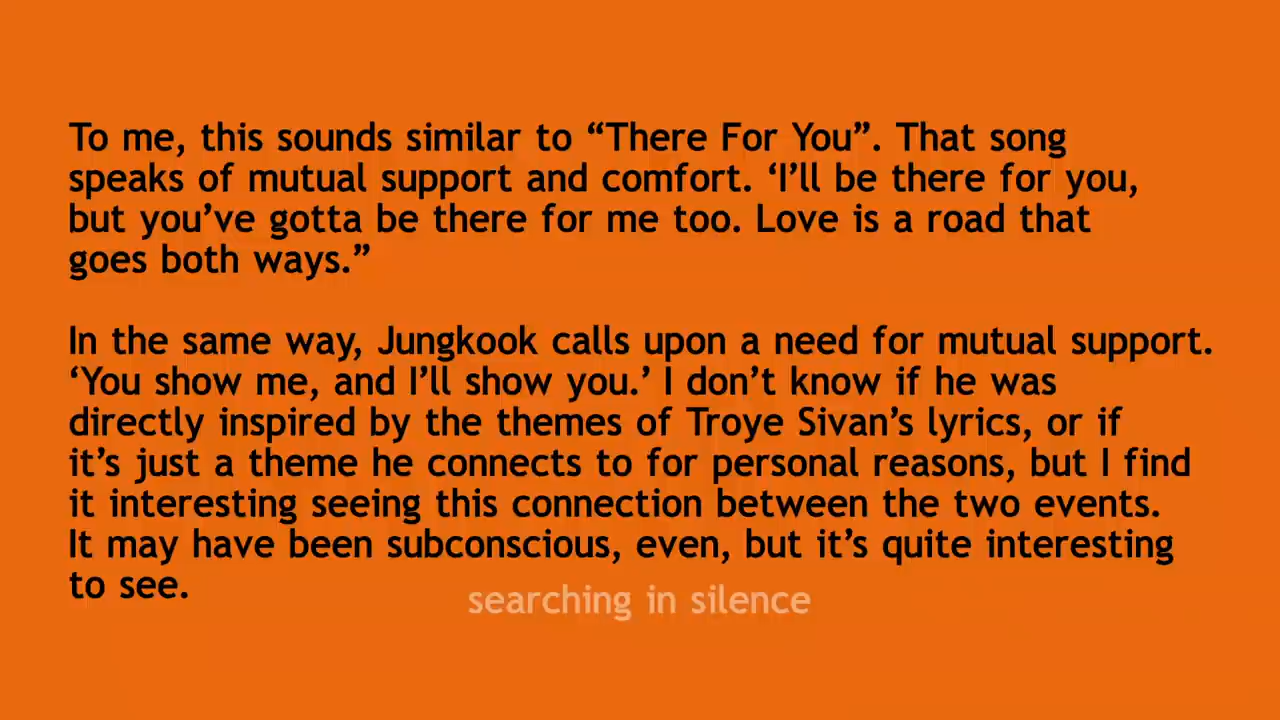 To me, this sounds similar to “There For You”. That song
speaks of mutual support and comfort. ‘I’ll be there for you,
but you’ve gotta be there for me too. Love is a road that
goes both ways.”
In the same way, Jungkook calls upon a need for mutual support.
‘You show me, and I’ll show you.’ I don’t know if he was
directly inspired by the themes of Troye Sivan’s lyrics, or if
it’s just a theme he connects to for personal reasons, but I find
it interesting seeing this connection between the two events.
It may have been subconscious, even, but it’s quite interesting
to see.
searching in silence